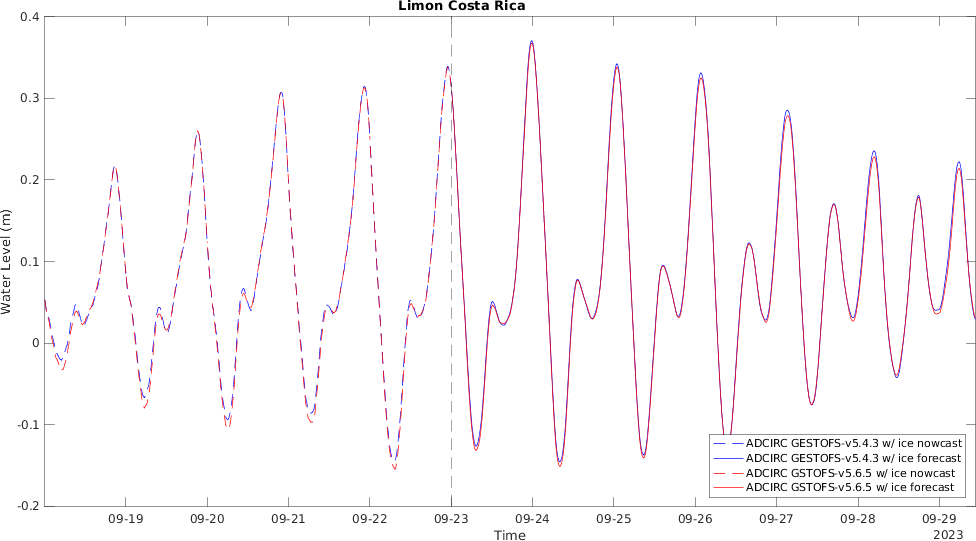 Limon Costa Rica
0.4
0.3
0.2
0.1
0
-0.1
-0.2
Water Level (m)
09-19
09-20
09-21
09-22
09-23
09-24
09-25
09-26
09-27
09-28
09-29
2023
Time
ADCIRC GESTOFS-v5.4.3 w/ ice nowcast
ADCIRC GESTOFS-v5.4.3 w/ ice forecast
ADCIRC GSTOFS-v5.6.5 w/ ice nowcast
ADCIRC GSTOFS-v5.6.5 w/ ice forecast